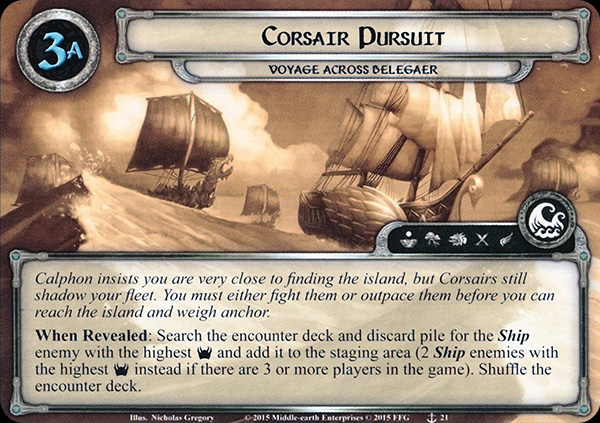 3A
Corsair Pursuit
Voyage Across Belegaer
Calphon insists you are very close to finding the island, but Corsairs still
shadow your fleet. You must either fight them or outpace them before you can
reach the island and weigh anchor.
When Revealed: Search the encounter deck and discard pile for the Ship
enemy with the highest and add it to the staging area (2 Ship enemies with
the highest instead if there are 3 or more players in the game). Shuffle the
encounter deck.
Illus. Nicholas Gregory © 2015 Middle-earth Enterprises © 2015 FFG 21